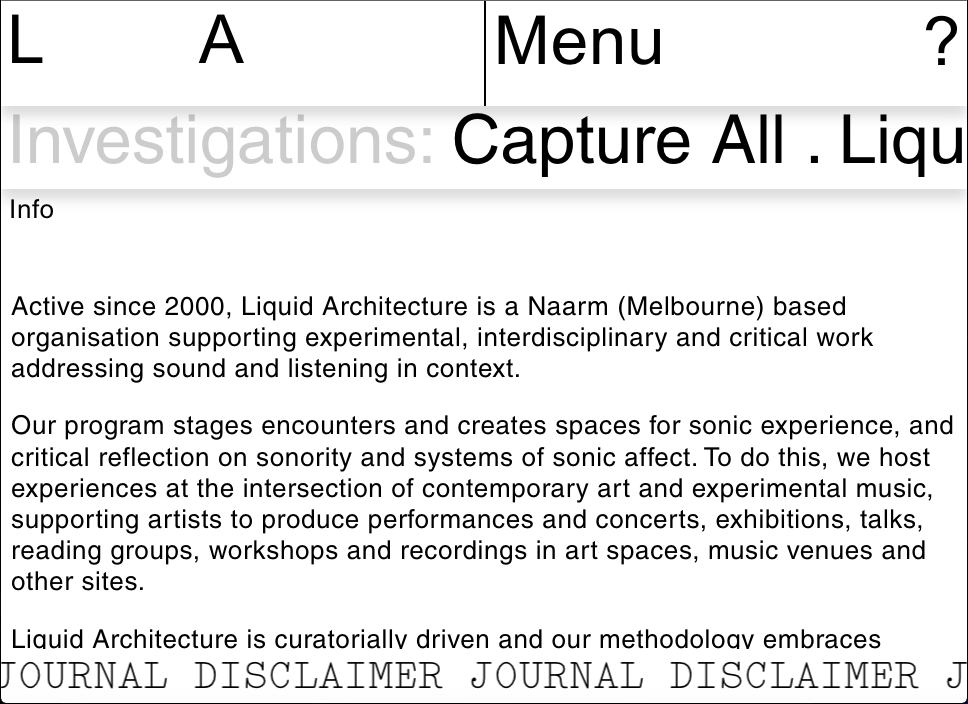 L A
Menu ?
Investigations: Capture All . Liqu
Info
Active since 2000, Liquid Architecture is a Naarm (Melbourne) based
organisation supporting experimental, interdisciplinary and critical work
addressing sound and listening in context.
Our program stages encounters and creates spaces for sonic experience, and
critical reflection on sonority and systems of sonic affect. To do this, we host
experiences at the intersection of contemporary art and experimental music,
supporting artists to produce performances and concerts, exhibitions, talks,
reading groups, workshops and recordings in art spaces, music venues and
other sites.
Liquid Architecture is curatorially driven and our methodology embraces
JOURNAL DISCLAIMER JOURNAL DISCLAIMER J